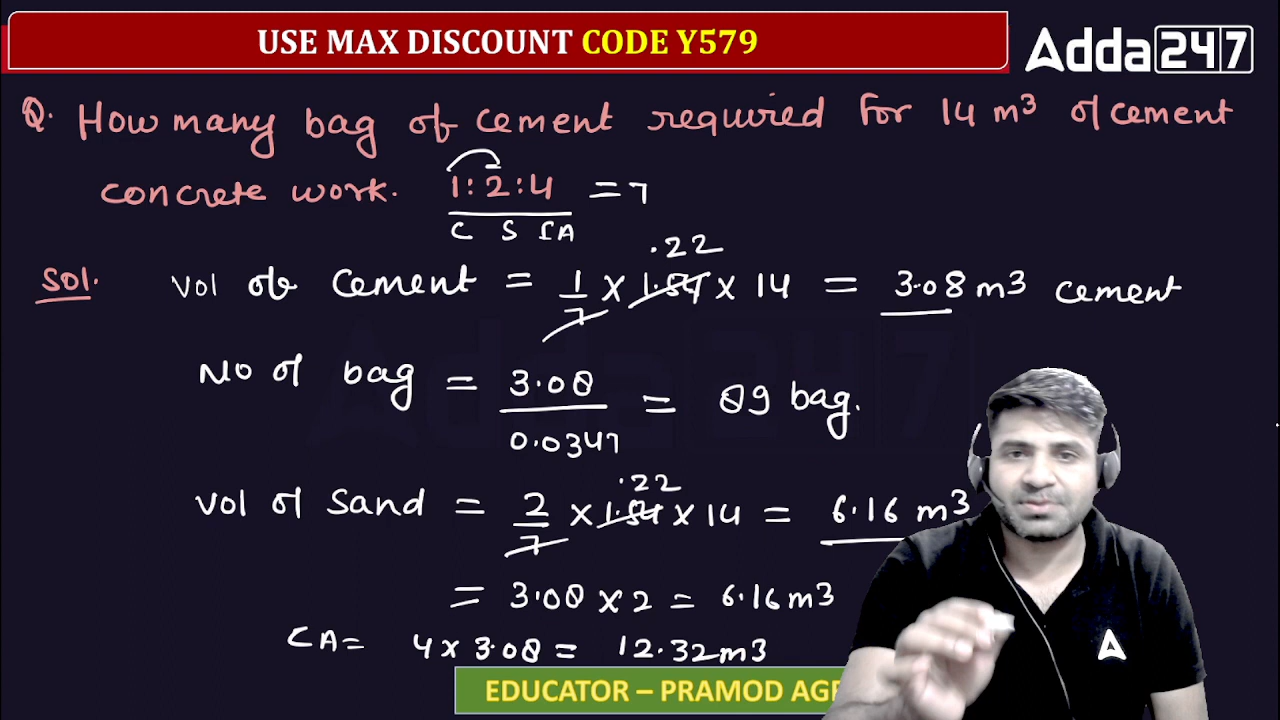 USE MAX DISCOUNT CODE Y579
Adda247
Q. How many bag of cement required for 14 m³ of cement
concrete work. 1:2:4 = 7
C S CA
.22
Sol. Vol of Cement = 1/7 × 1.54 × 14 = 3.08 m3 cement
No of bag = 3.08/0.0347 = 89 bag.
.22
Vol of Sand = 2/7 × 1.54 × 14 = 6.16 m3
= 3.08 × 2 = 6.16 m3
CA = 4 × 3.08 = 12.32 m3
EDUCATOR – PRAMOD